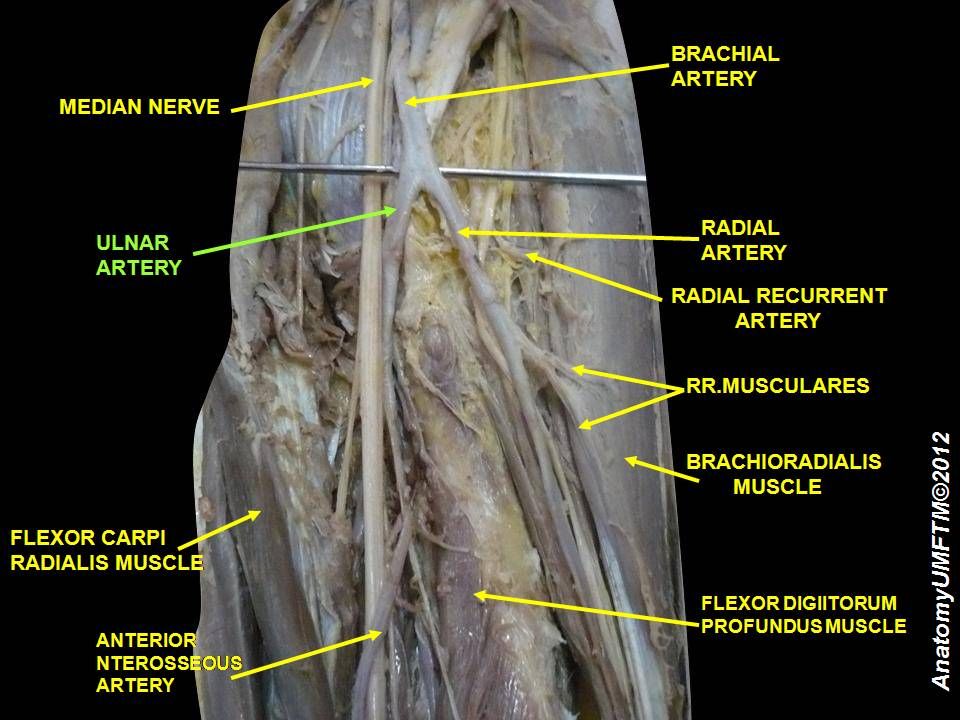 BRACHIAL
ARTERY
MEDIAN NERVE
ULNAR
ARTERY
RADIAL
ARTERY
RADIAL RECURRENT
ARTERY
RR.MUSCULARES
BRACHIORADIALIS
MUSCLE
FLEXOR CARPI
RADIALIS MUSCLE
FLEXOR DIGIITORUM
PROFUNDUS MUSCLE
ANTERIOR
NTEROSSEOUS
ARTERY
AnatomyUMFTM©2012